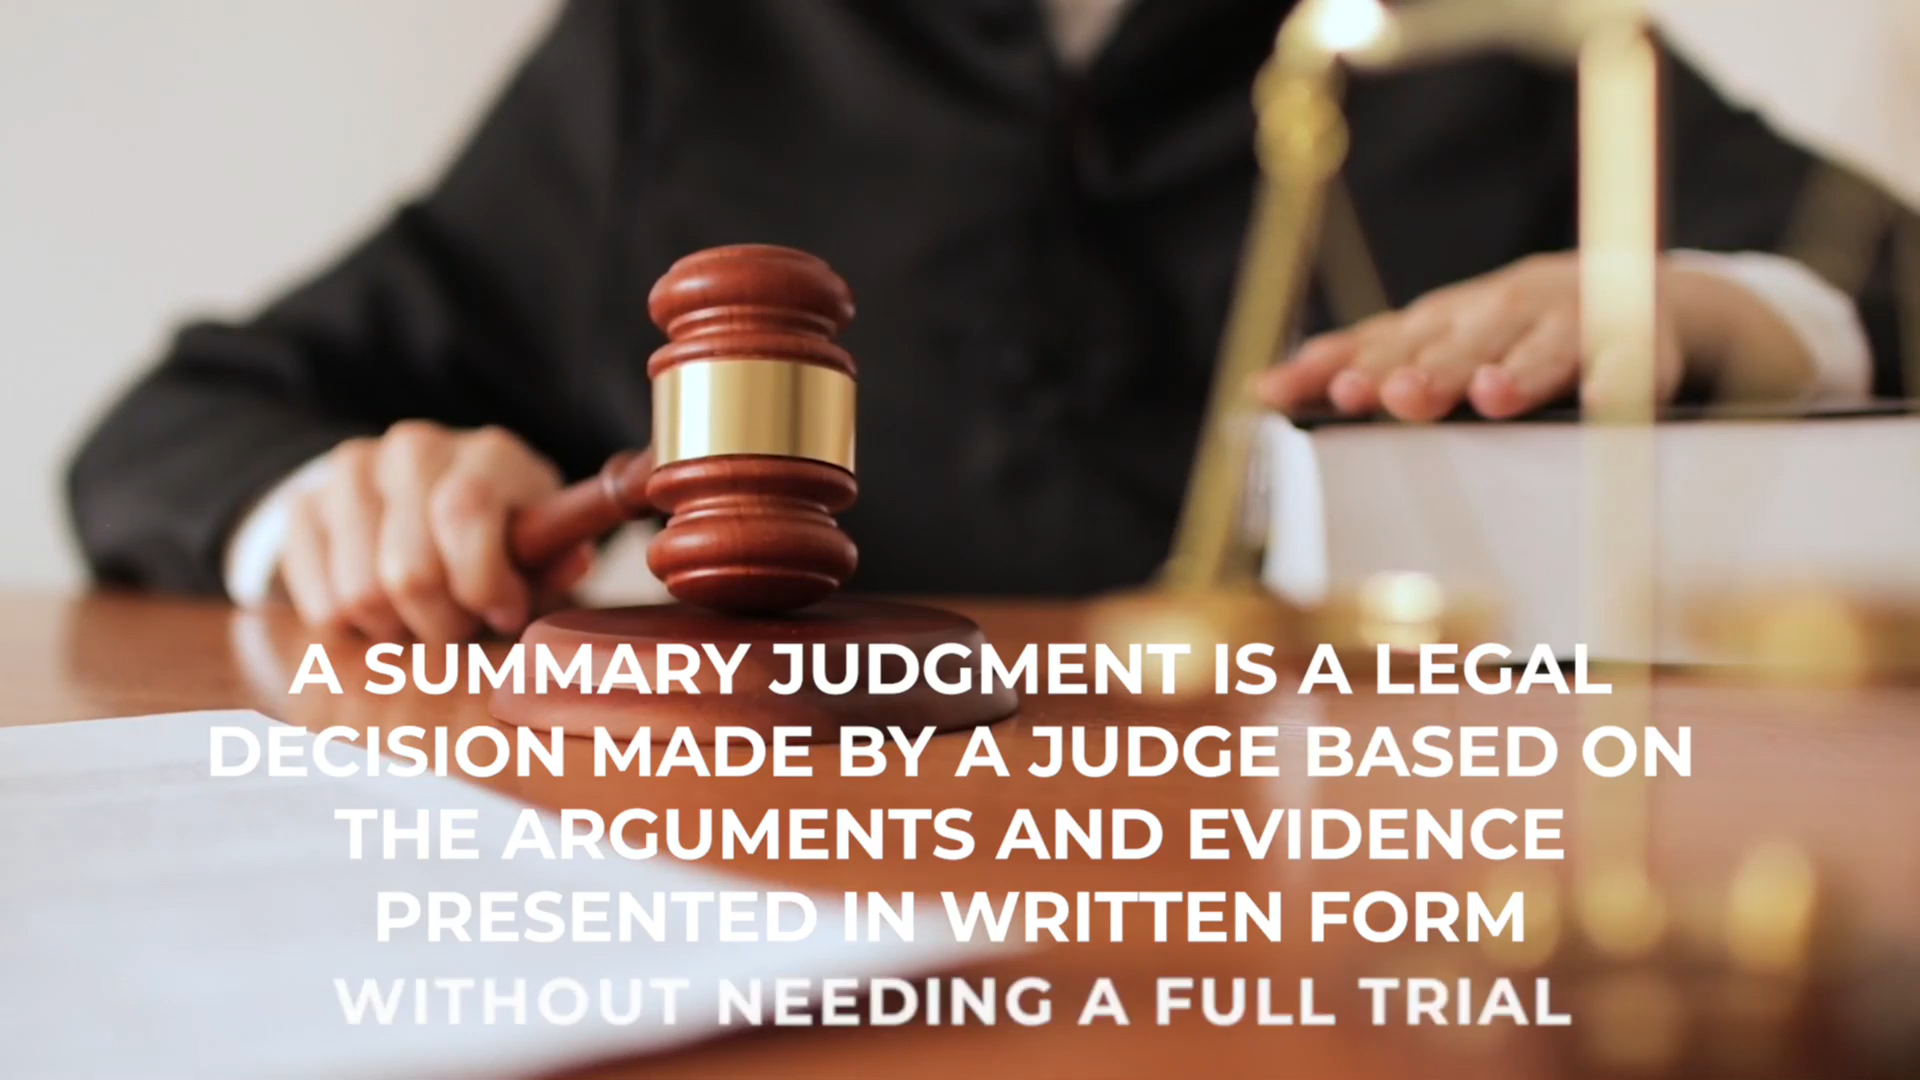 A SUMMARY JUDGMENT IS A LEGAL
DECISION MADE BY A JUDGE BASED ON
THE ARGUMENTS AND EVIDENCE
PRESENTED IN WRITTEN FORM
WITHOUT NEEDING A FULL TRIAL